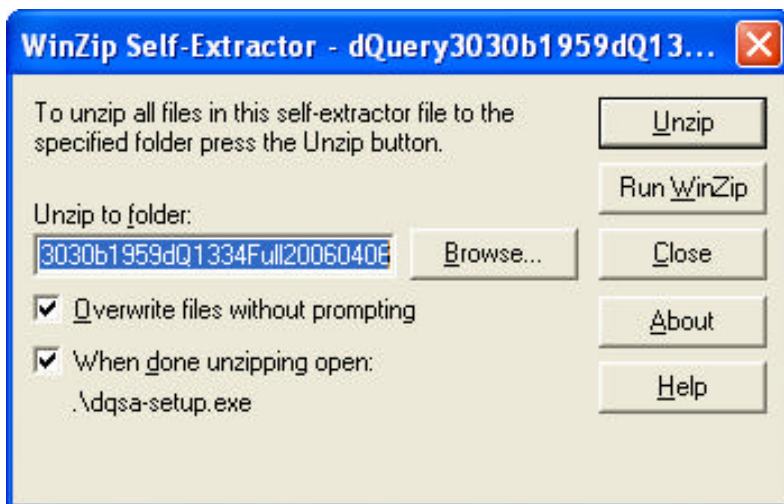 WinZip Self-Extractor - dQuery3030b1959dQ13...
To unzip all files in this self-extractor file to the
specified folder press the Unzip button.
Unzip to folder:
3030b1959dQ1334Full20060406
Browse...
Overwrite files without prompting
When done unzipping open:
.\dqsa-setup.exe
Unzip
Run WinZip
Close
About
Help